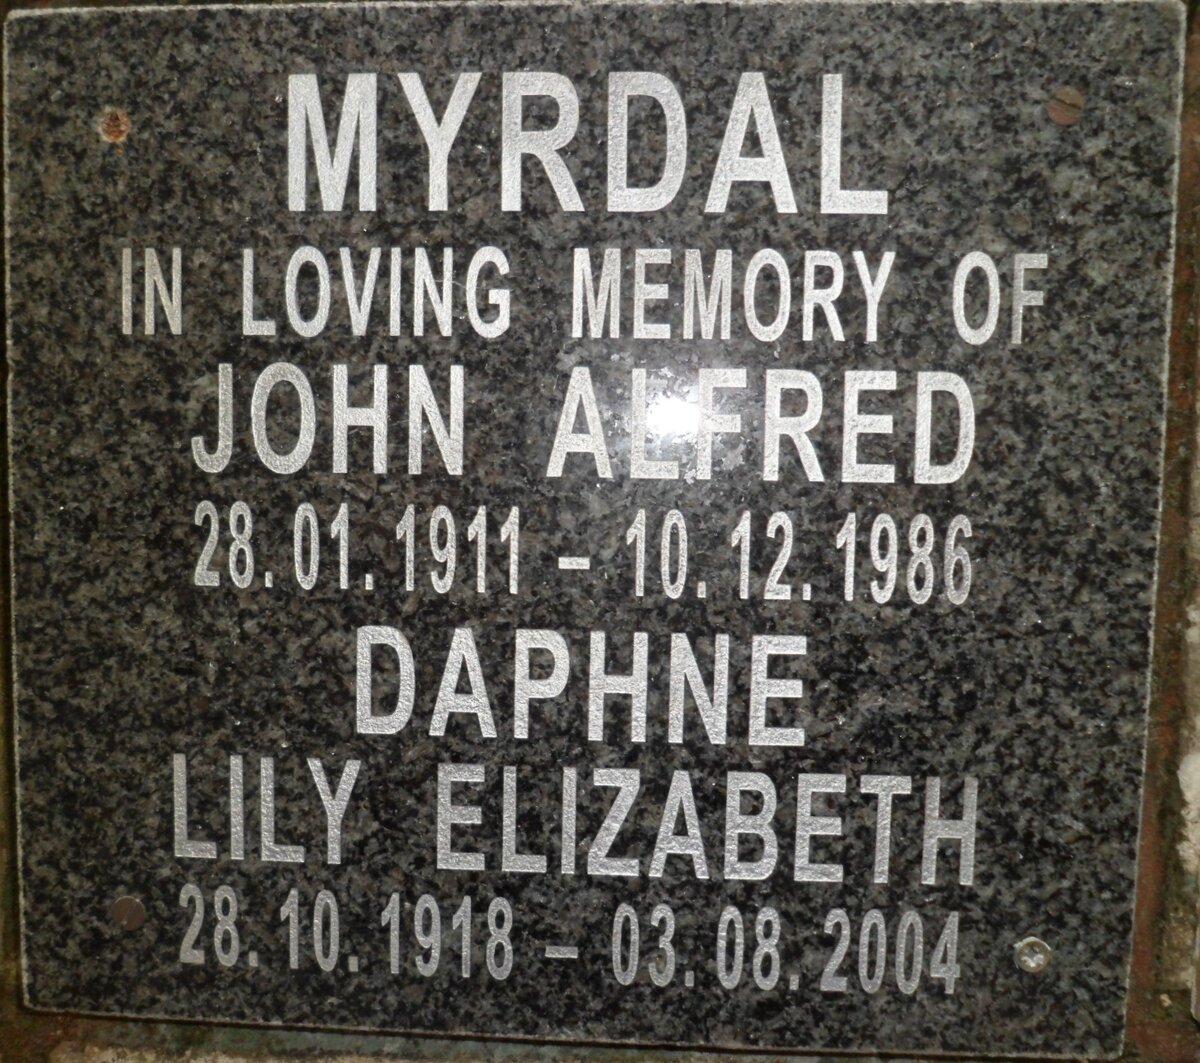 MYRDAL
IN LOVING MEMORY OF
JOHN ALFRED
28.01.1911 - 10.12.1986
DAPHNE
LILY ELIZABETH
28.10.1918 - 03.08.2004